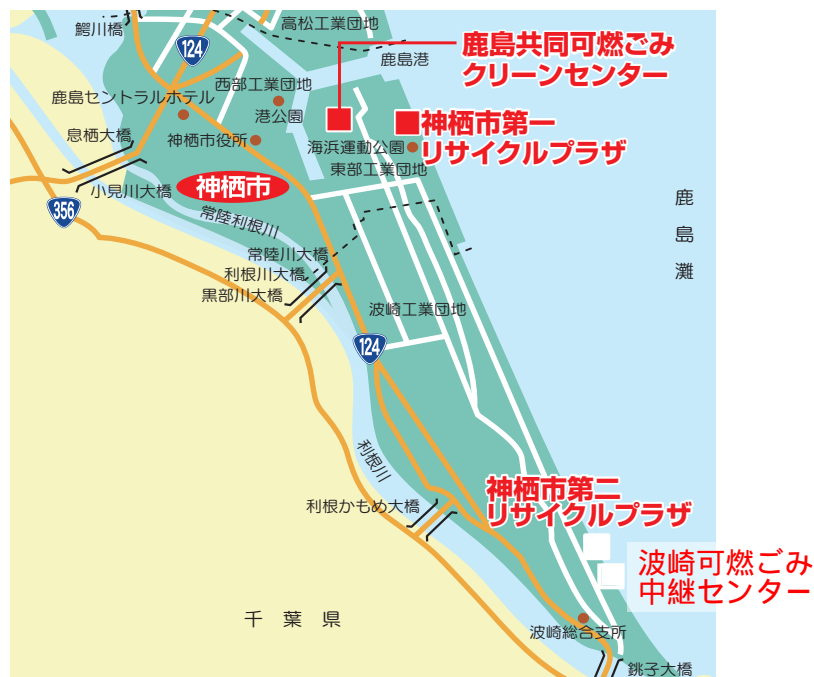 鰐川橋
高松工業団地
124
鹿島港
鹿島共同可燃ごみ
クリーンセンター
西部工業団地
鹿島セントラルホテル
港公園
神栖市第一
リサイクルプラザ
息栖大橋
神栖市役所
海浜運動公園
東部工業団地
小見川大橋
神栖市
356
常陸利根川
鹿島灘
常陸川大橋
利根川大橋
黒部川大橋
波崎工業団地
124
利根川
神栖市第二
リサイクルプラザ
利根かもめ大橋
波崎可燃ごみ
中継センター
千葉県
波崎総合支所
銚子大橋